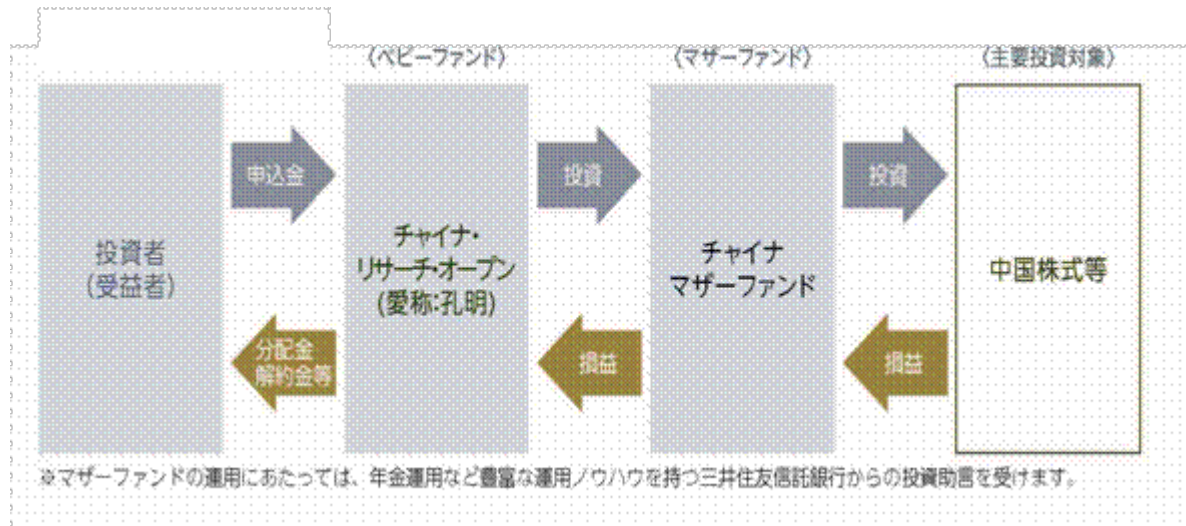 〈ベビーファンド〉
〈マザーファンド〉
〈主要投資対象〉
申込金
投資
投資
投資者
(受益者)
チャイナ・
リサーチ・オープン
(愛称:孔明)
チャイナ
マザーファンド
中国株式等
分配金
解約金等
損益
損益
※マザーファンドの運用にあたっては、年金運用など豊富な運用ノウハウを持つ三井住友信託銀行からの投資助言を受けます。